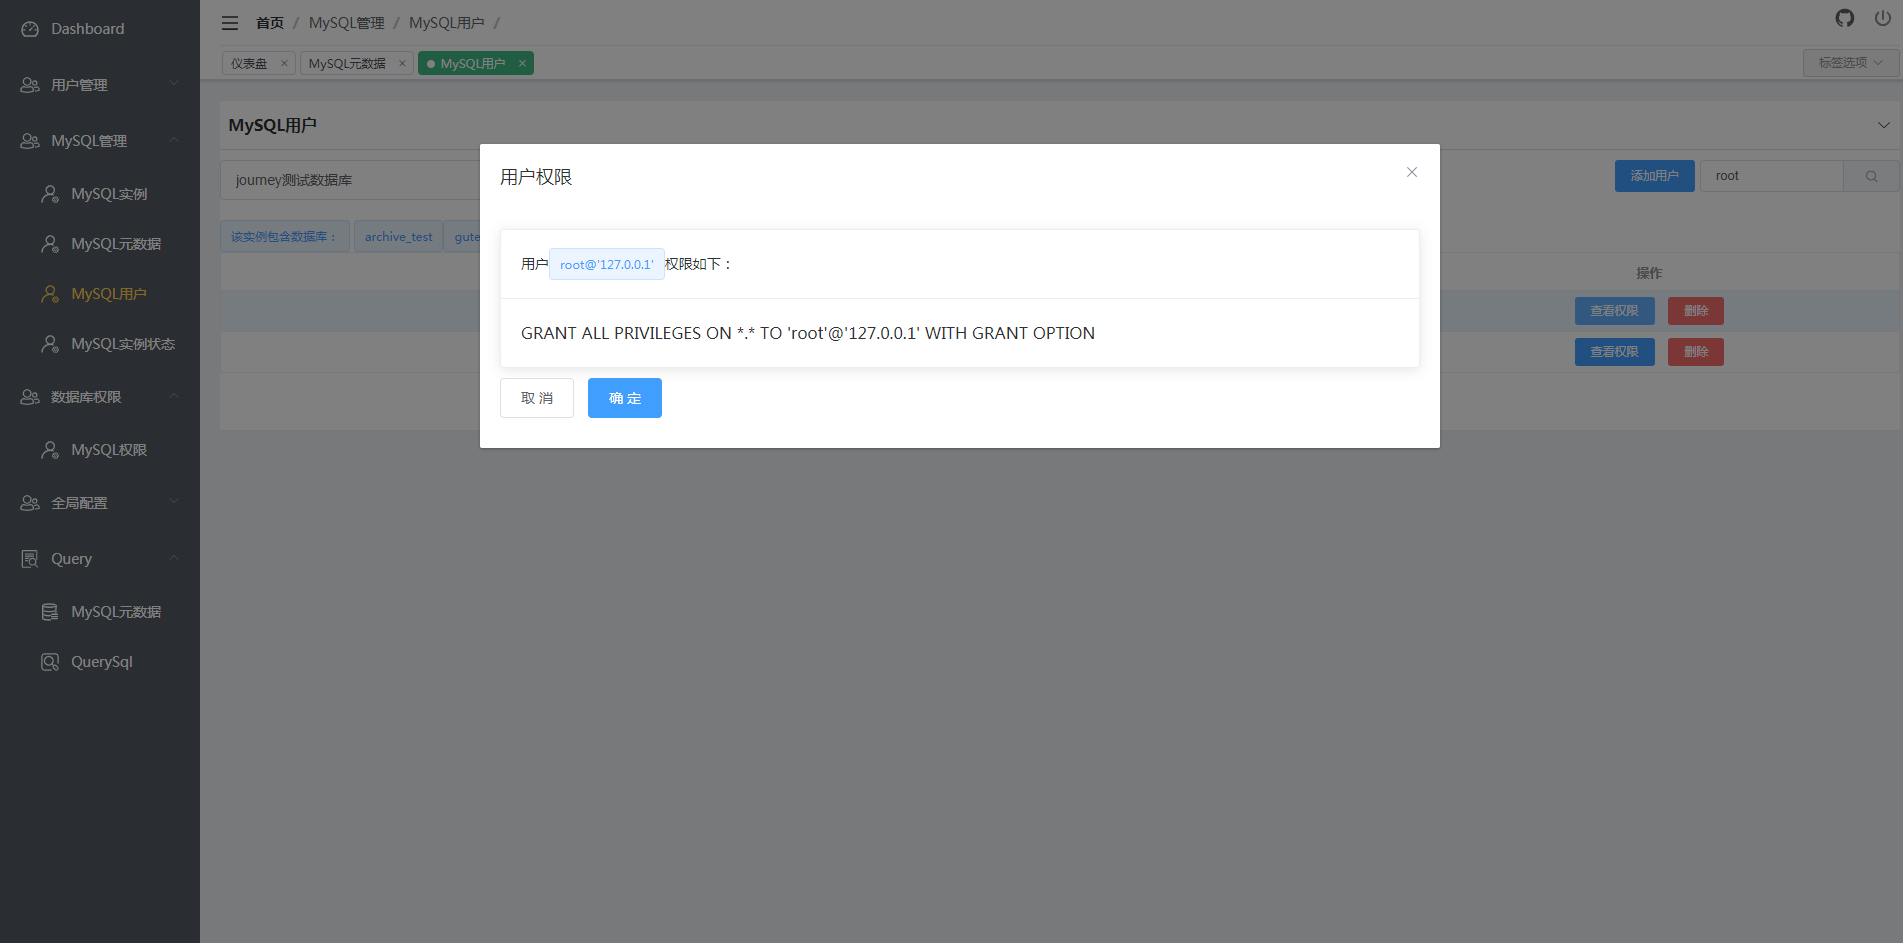 Dashboard
用户管理
MySQL管理
MySQL实例
MySQL元数据
MySQL用户
MySQL实例状态
数据库权限
MySQL权限
全局配置
Query
MySQL元数据
QuerySql
首页 / MySQL管理 / MySQL用户 /
仪表盘 × MySQL元数据 × MySQL用户 ×
标签选项
MySQL用户
journey测试数据库
添加用户
root
该实例包含数据库：
archive_test
操作
查看权限 删除
查看权限 删除
用户权限
用户root@'127.0.0.1'权限如下：
GRANT ALL PRIVILEGES ON *.* TO 'root'@'127.0.0.1' WITH GRANT OPTION
取 消
确 定